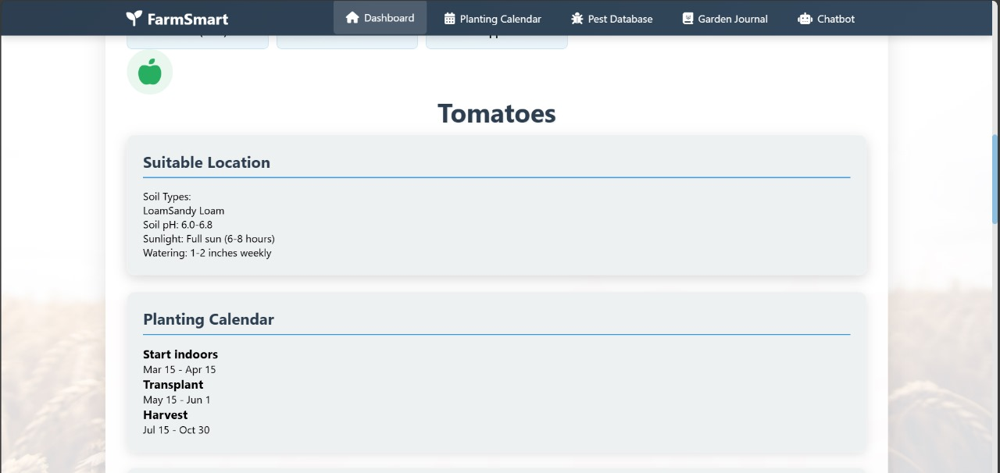 FarmSmart
Dashboard
Planting Calendar
Pest Database
Garden Journal
Chatbot
Tomatoes
Suitable Location
Soil Types:
LoamSandy Loam
Soil pH: 6.0-6.8
Sunlight: Full sun (6-8 hours)
Watering: 1-2 inches weekly
Planting Calendar
Start indoors
Mar 15 - Apr 15
Transplant
May 15 - Jun 1
Harvest
Jul 15 - Oct 30